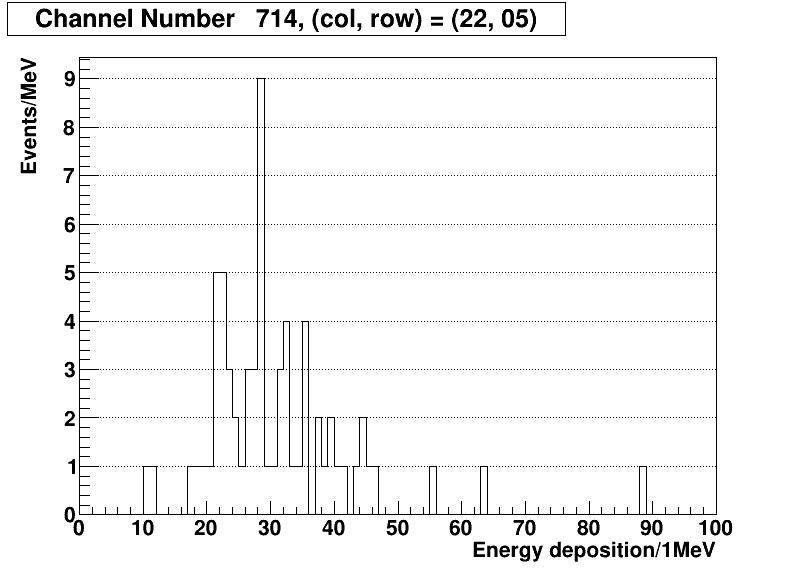 Channel Number 714, (col, row) = (22, 05)
Events/MeV
9
8
7
6
5
4
3
2
1
0
0 10 20 30 40 50 60 70 80 90 100
Energy deposition/1MeV